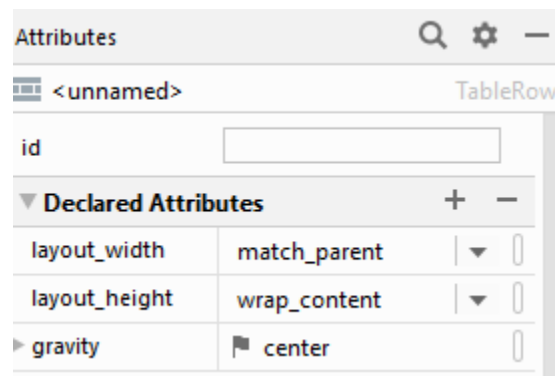 Attributes
<unnamed> TableRow
id
Declared Attributes
layout_width match_parent
layout_height wrap_content
gravity center